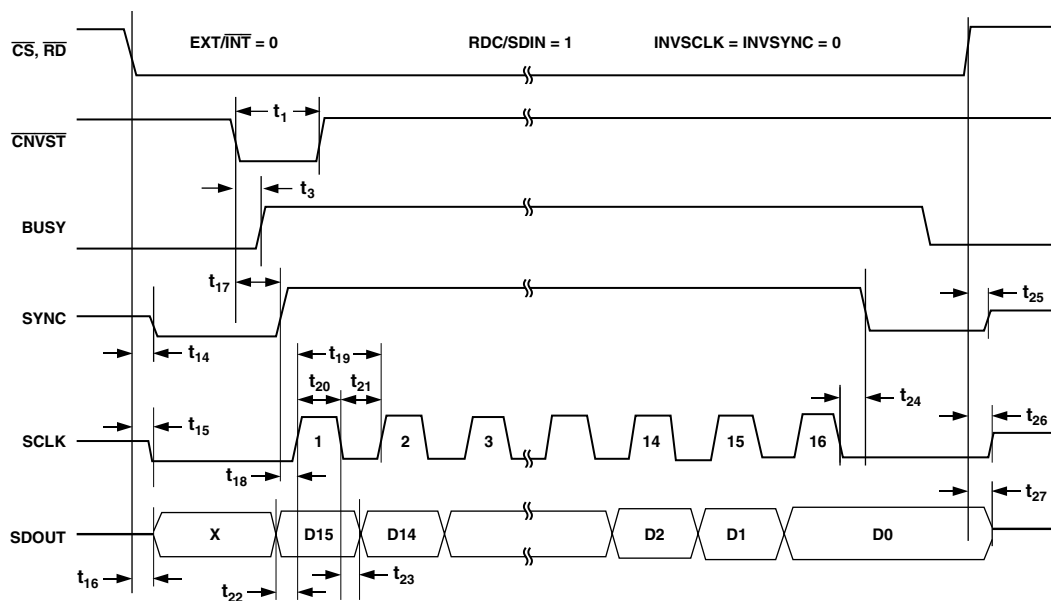 CS, RD
EXT/INT = 0
RDC/SDIN = 1
INVSCLK = INVSYNC = 0
t1
CNVST
t3
BUSY
t17
t25
SYNC
t14
t19
t20
t21
t24
t15
t26
SCLK
1
2
3
14
15
16
t18
t27
SDOUT
X
D15
D14
D2
D1
D0
t16
t22
t23